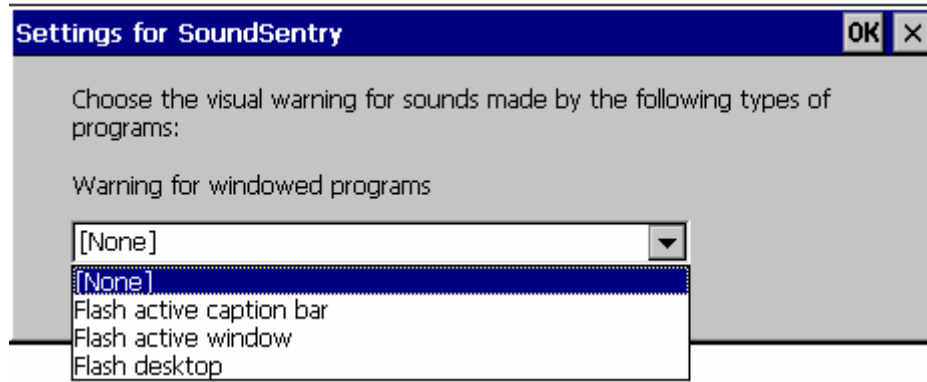 Settings for SoundSentry OK ×
Choose the visual warning for sounds made by the following types of
programs:
Warning for windowed programs
[None]
[None]
Flash active caption bar
Flash active window
Flash desktop